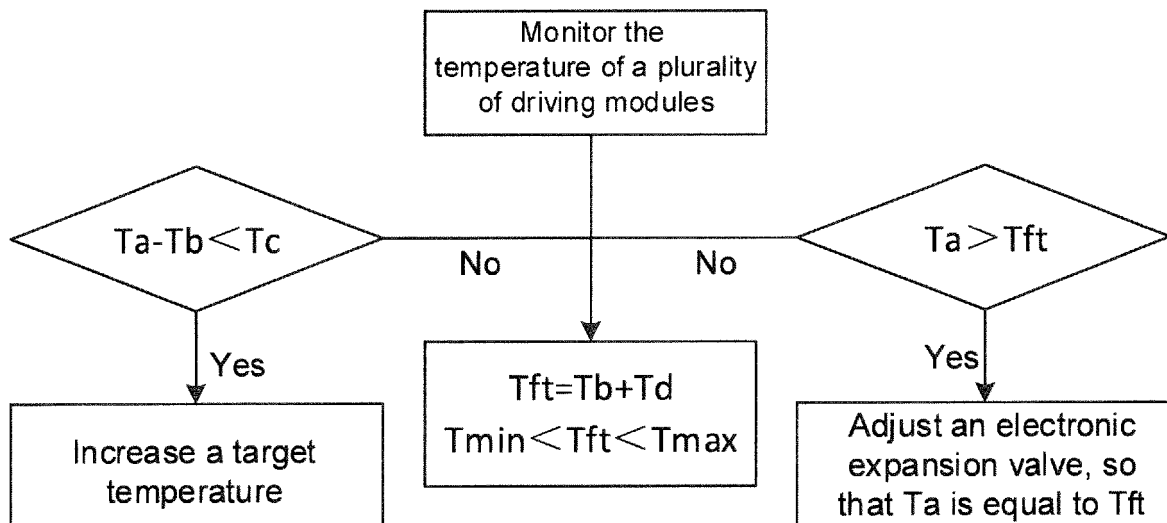 Monitor the
temperature of a plurality
of driving modules
Ta-Tb＜Tc
No
No
Ta＞Tft
Yes
Yes
Tft=Tb+Td
Tmin＜Tft＜Tmax
Increase a target
temperature
Adjust an electronic
expansion valve, so
that Ta is equal to Tft